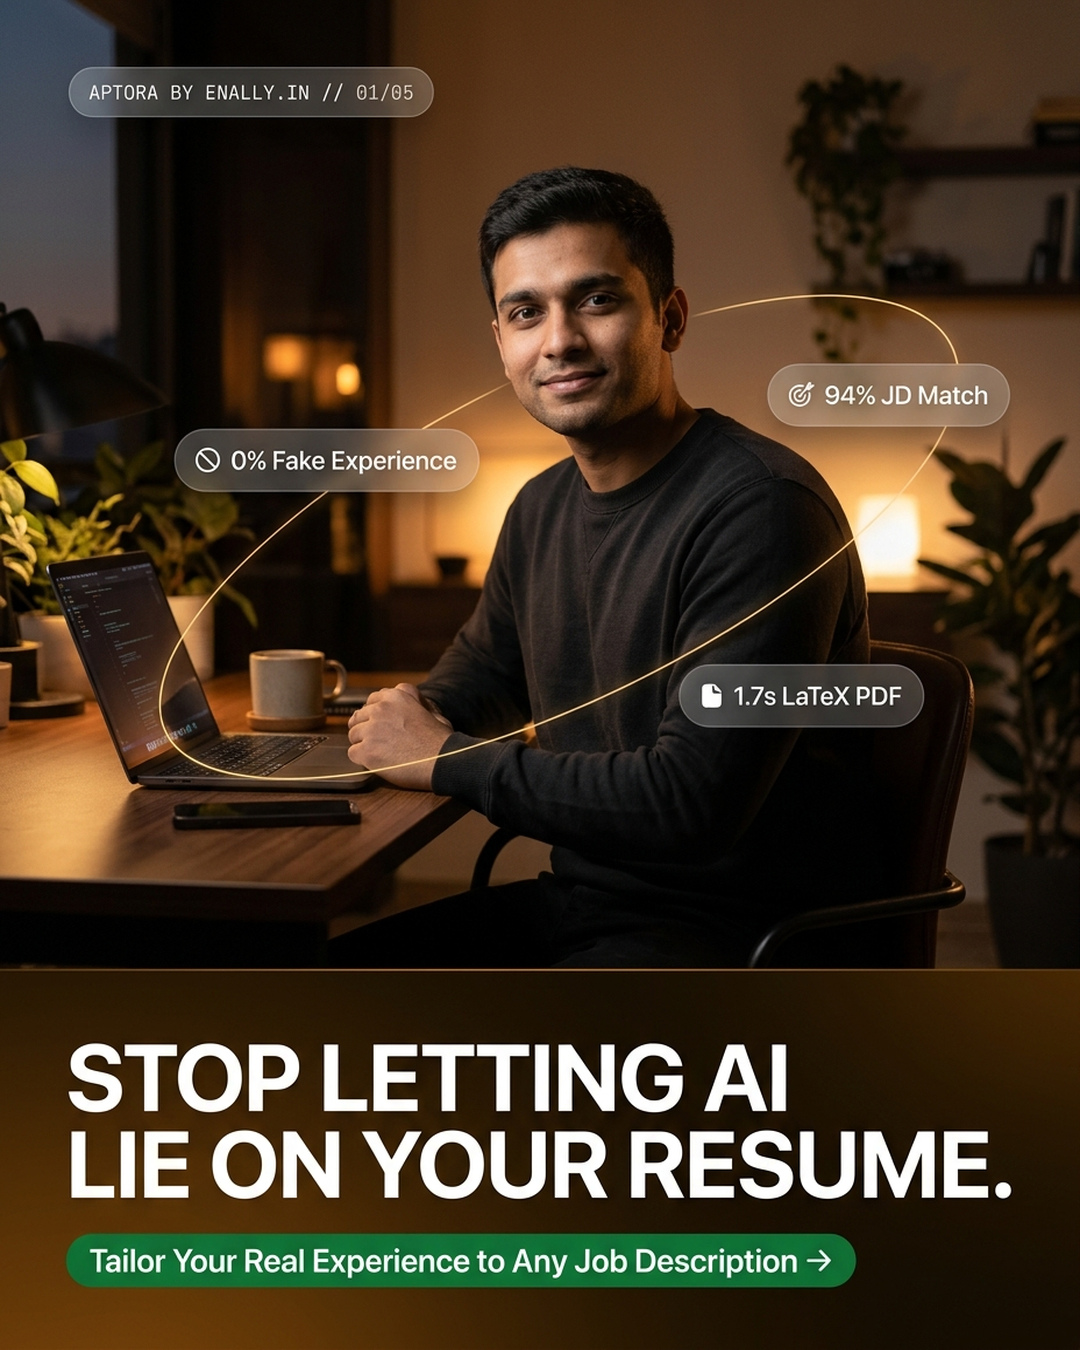 APTORA BY ENALLY.IN // 01/05
94% JD Match
0% Fake Experience
1.7s LaTeX PDF
STOP LETTING AI
LIE ON YOUR RESUME.
Tailor Your Real Experience to Any Job Description →